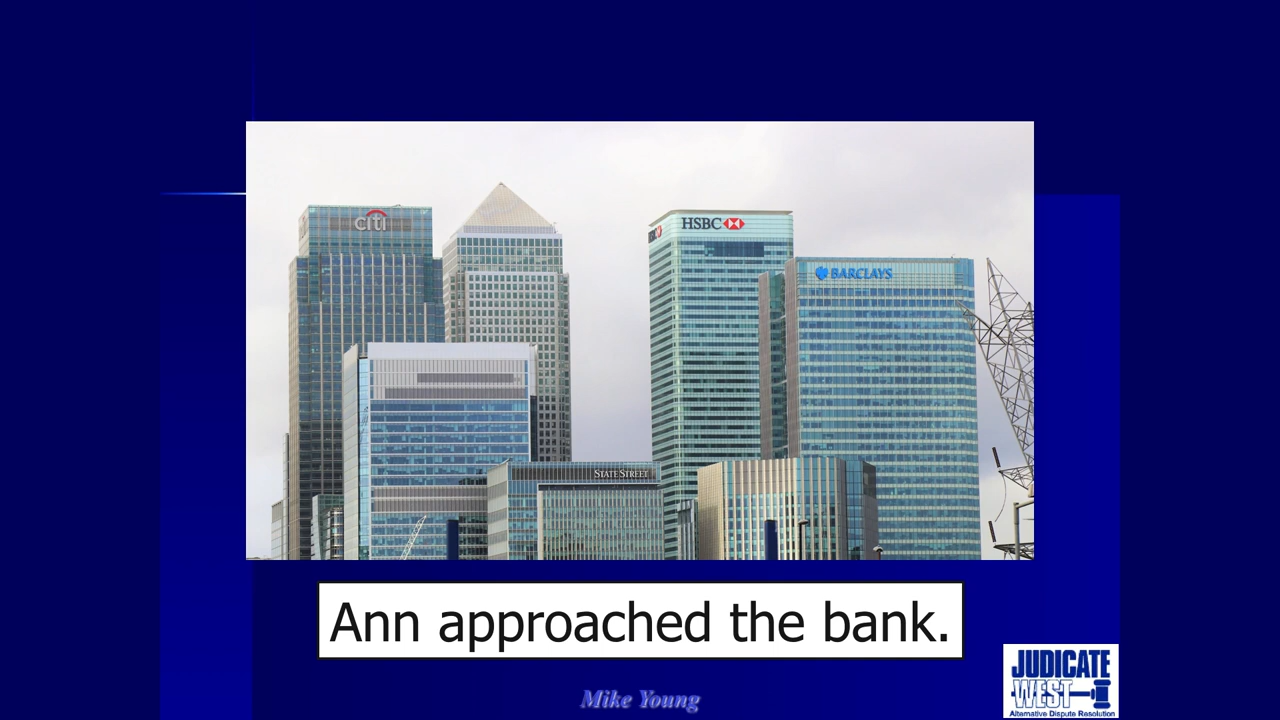 citi
HSBC
BARCLAYS
STATE STREET
Ann approached the bank.
Mike Young
JUDICATE
WEST
Alternative Dispute Resolution